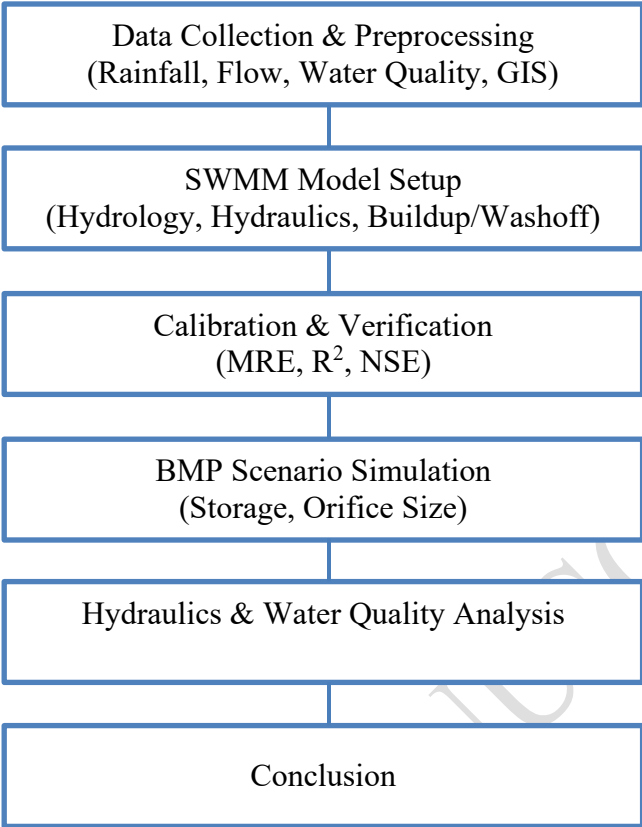 Data Collection & Preprocessing
(Rainfall, Flow, Water Quality, GIS)
SWMM Model Setup
(Hydrology, Hydraulics, Buildup/Washoff)
Calibration & Verification
(MRE, R², NSE)
BMP Scenario Simulation
(Storage, Orifice Size)
Hydraulics & Water Quality Analysis
Conclusion